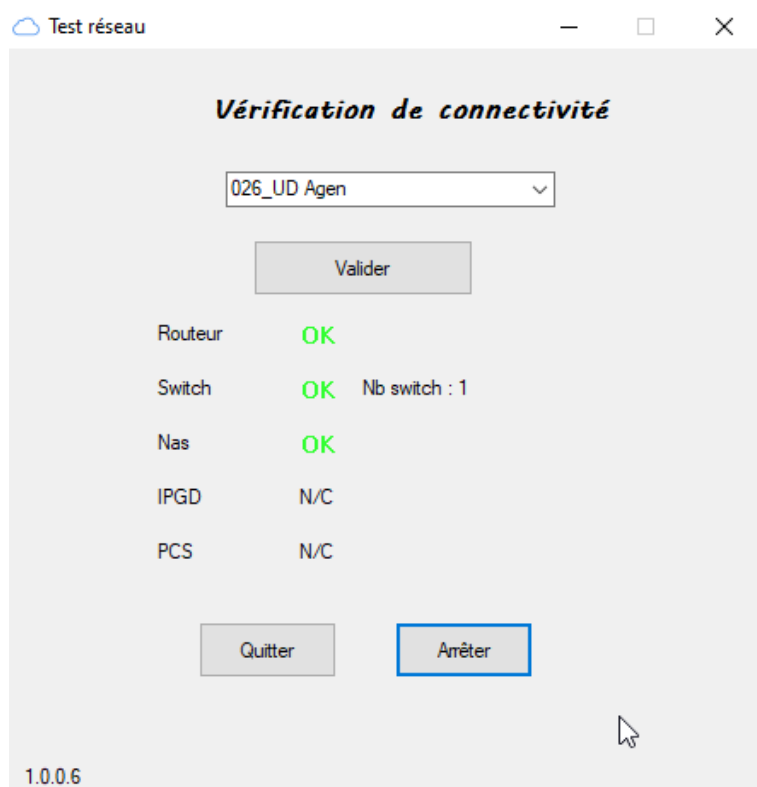 Test réseau
Vérification de connectivité
026_UD Agen
Valider
Routeur OK
Switch OK Nb switch : 1
Nas OK
IPGD N/C
PCS N/C
Quitter Arrêter
1.0.0.6